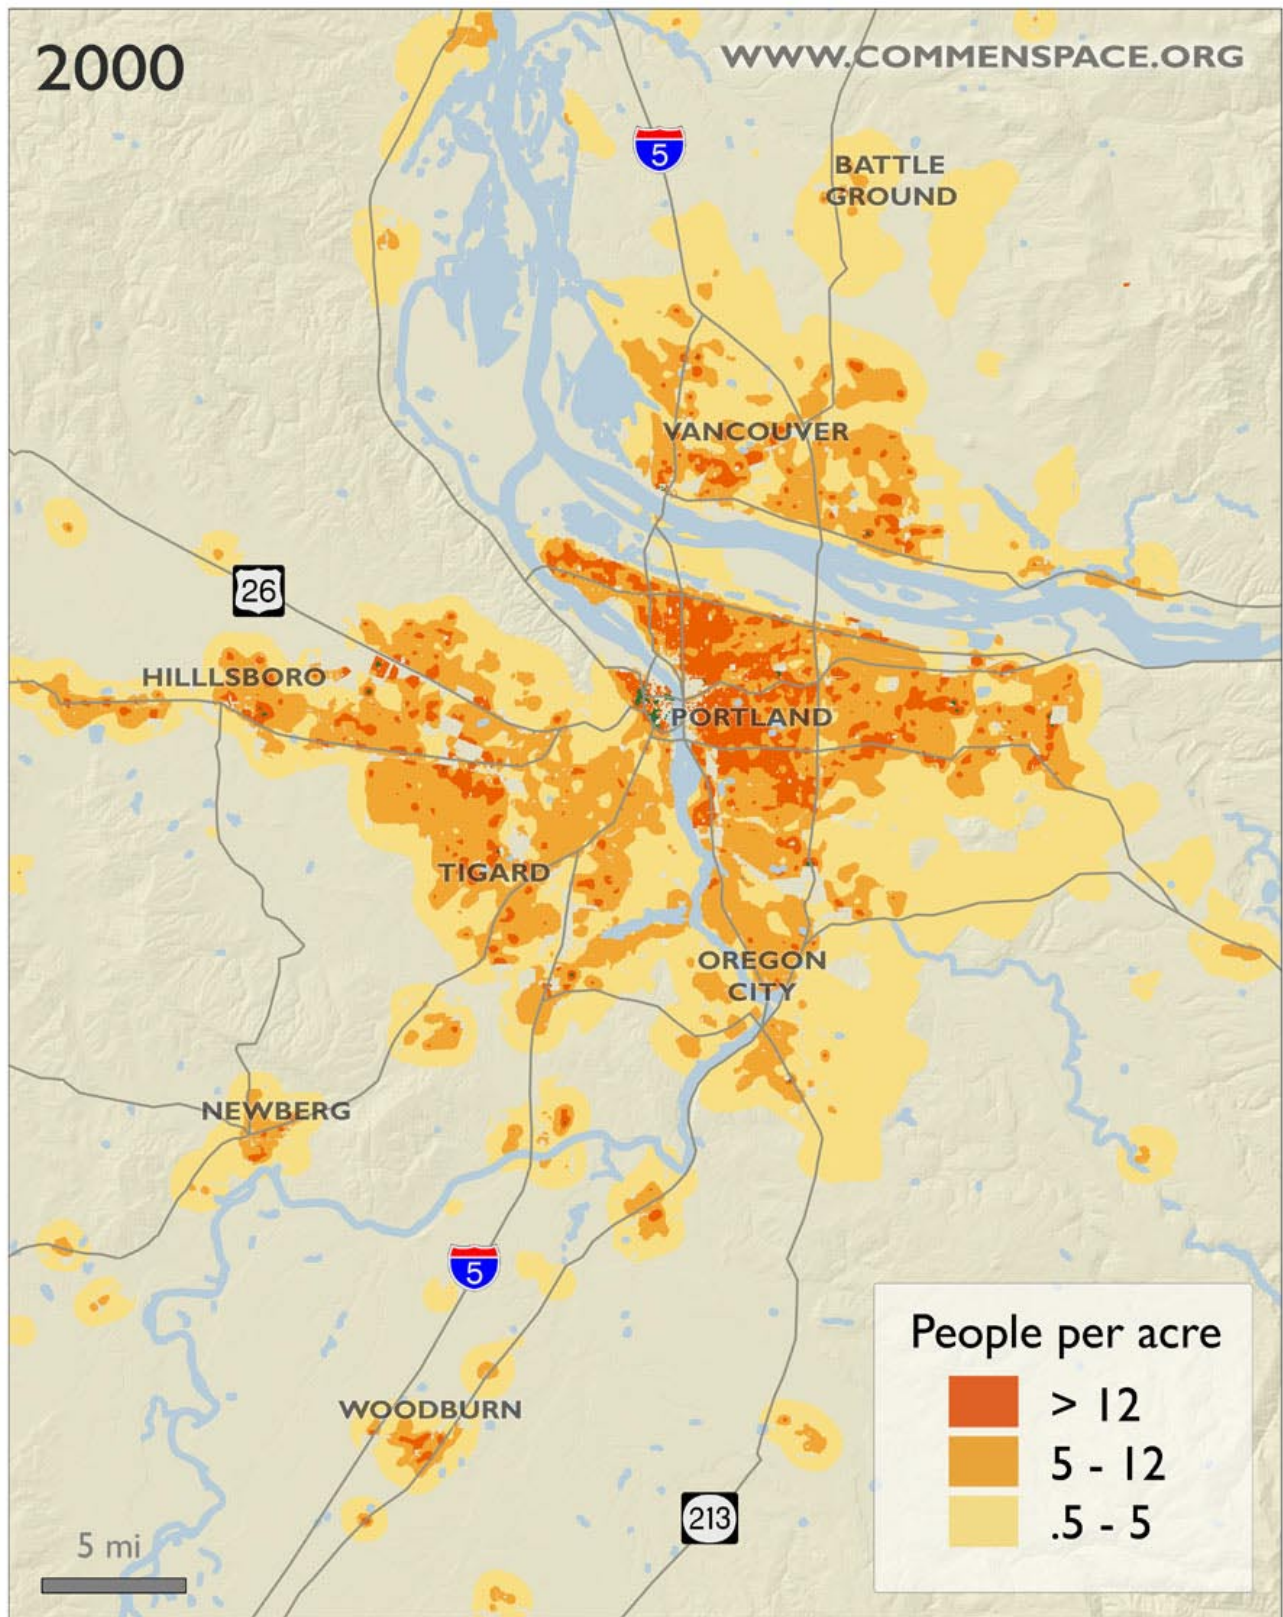 2000
WWW.COMMENSPACE.ORG
5
BATTLE
GROUND
VANCOUVER
26
HILLLSBORO
PORTLAND
TIGARD
OREGON
CITY
NEWBERG
5
WOODBURN
213
5 mi
People per acre
> 12
5 - 12
.5 - 5